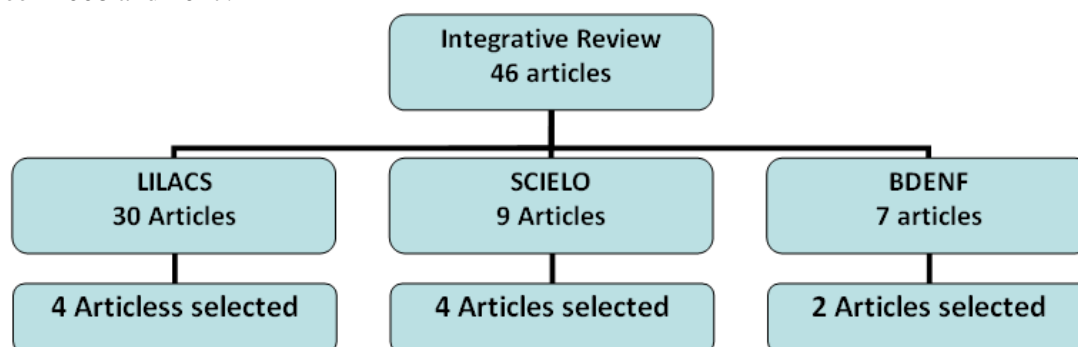 Integrative Review
46 articles
LILACS
30 Articles
SCIELO
9 Articles
BDENF
7 articles
4 Articless selected
4 Articles selected
2 Articles selected